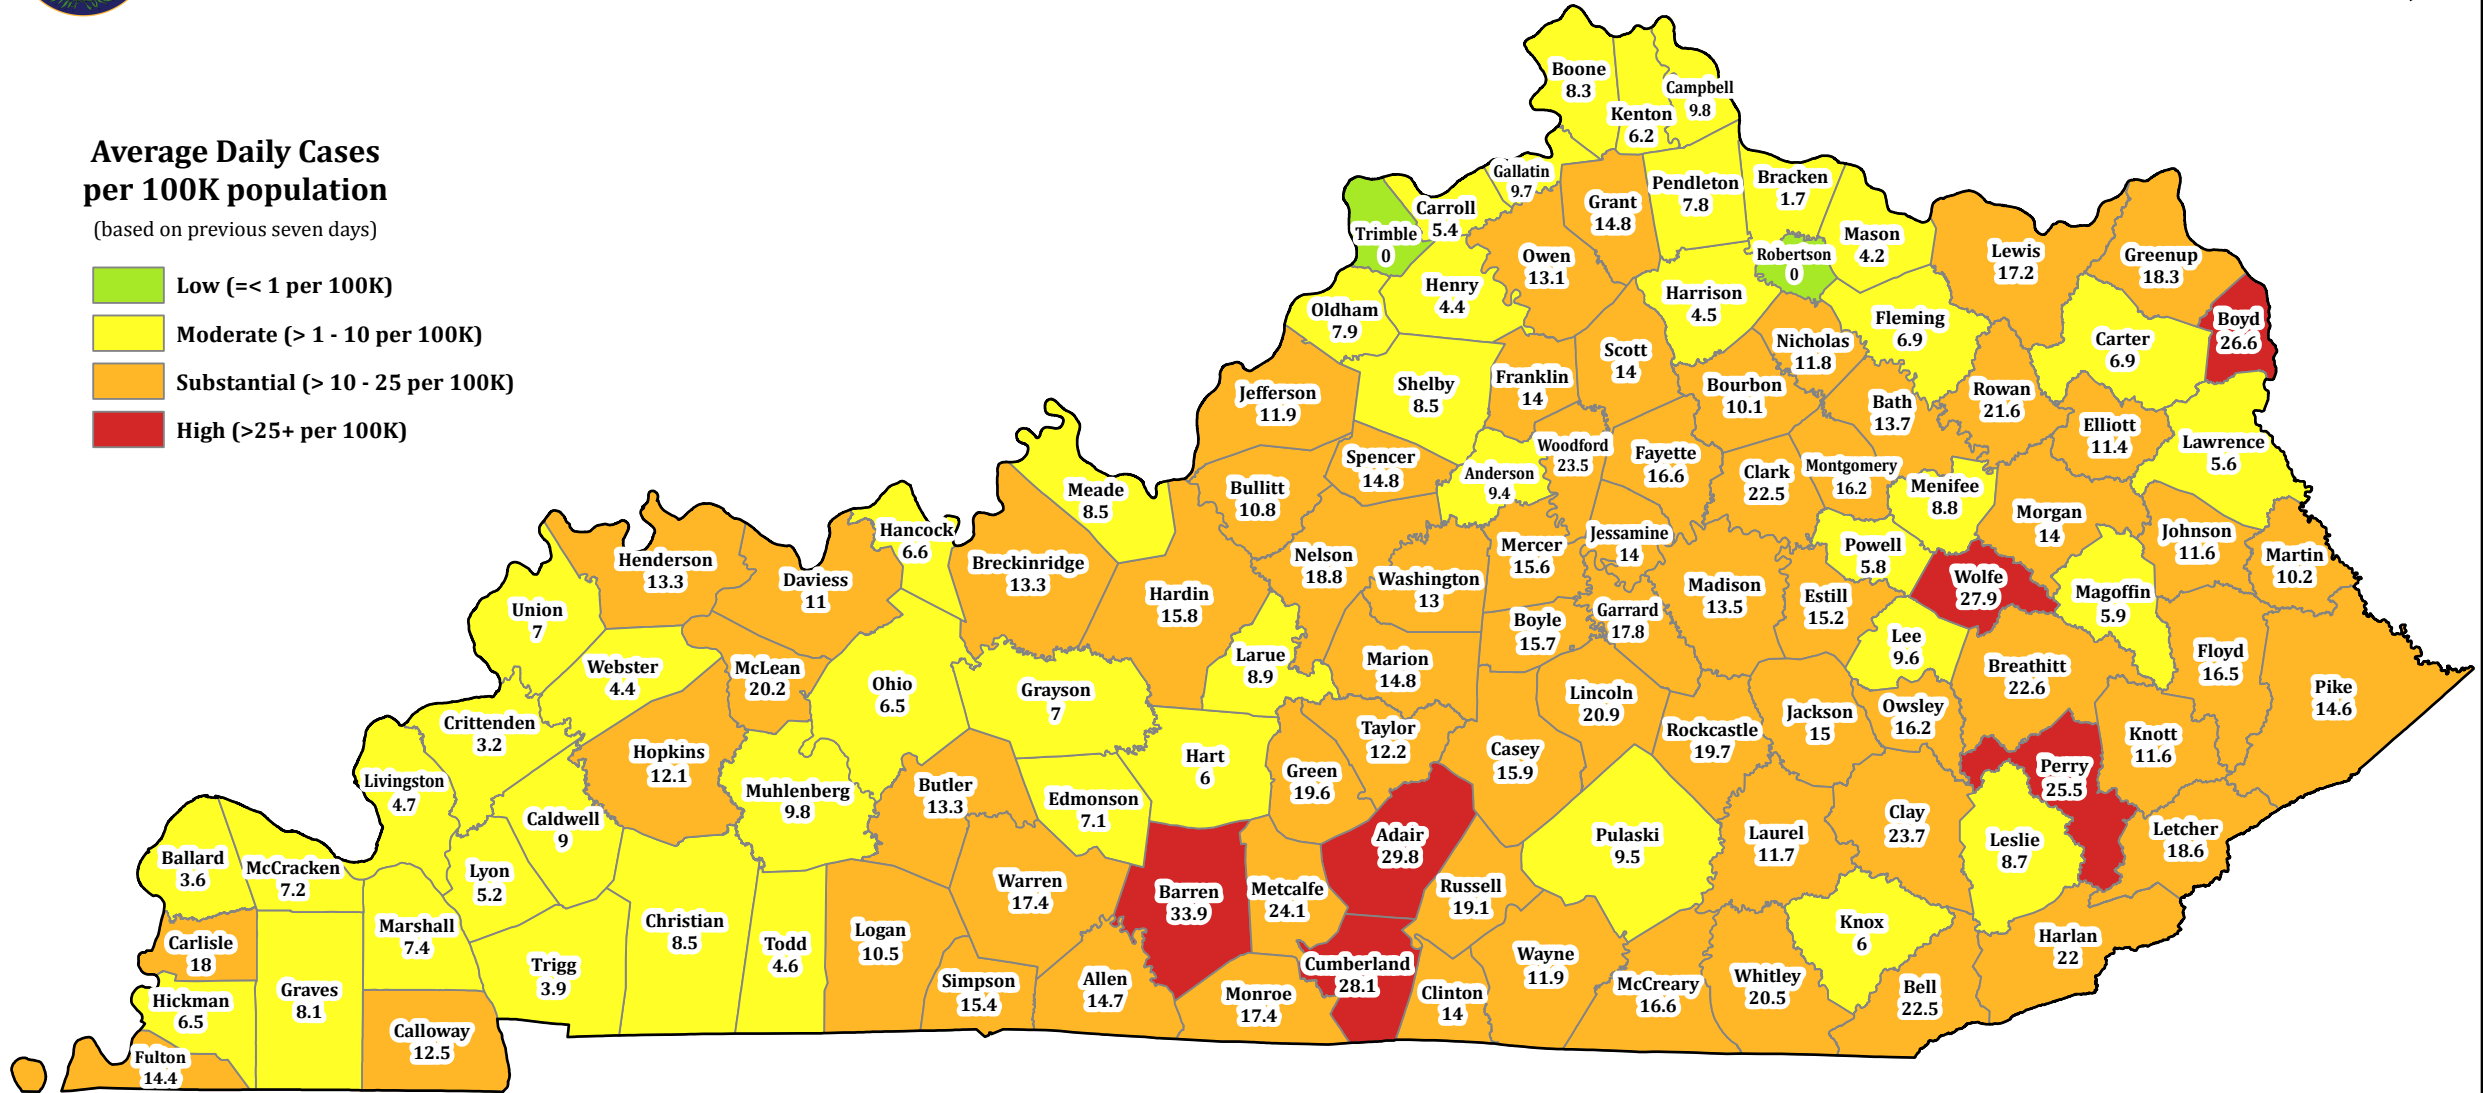 Average Daily Cases
per 100K population
(based on previous seven days)
Low (=< 1 per 100K)
Moderate (> 1 - 10 per 100K)
Substantial (> 10 - 25 per 100K)
High (>25+ per 100K)
Boone
8.3
Kenton
6.2
Campbell
9.8
Gallatin
9.7
Carroll
5.4
Trimble
0
Grant
14.8
Pendleton
7.8
Bracken
1.7
Mason
4.2
Robertson
0
Lewis
17.2
Greenup
18.3
Boyd
26.6
Owen
13.1
Henry
4.4
Oldham
7.9
Harrison
4.5
Nicholas
11.8
Fleming
6.9
Carter
6.9
Jefferson
11.9
Shelby
8.5
Franklin
14
Scott
14
Bourbon
10.1
Bath
13.7
Rowan
21.6
Elliott
11.4
Lawrence
5.6
Meade
8.5
Bullitt
10.8
Spencer
14.8
Anderson
9.4
Woodford
23.5
Fayette
16.6
Clark
22.5
Montgomery
16.2
Menifee
8.8
Morgan
14
Johnson
11.6
Martin
10.2
Henderson
13.3
Daviess
11
Hancock
6.6
Breckinridge
13.3
Hardin
15.8
Nelson
18.8
Washington
13
Mercer
15.6
Jessamine
14
Garrard
17.8
Madison
13.5
Estill
15.2
Powell
5.8
Wolfe
27.9
Magoffin
5.9
Lee
9.6
Breathitt
22.6
Floyd
16.5
Pike
14.6
Union
7
Webster
4.4
McLean
20.2
Ohio
6.5
Grayson
7
Larue
8.9
Marion
14.8
Boyle
15.7
Lincoln
20.9
Rockcastle
19.7
Jackson
15
Owsley
16.2
Perry
25.5
Knott
11.6
Crittenden
3.2
Livingston
4.7
Hopkins
12.1
Caldwell
9
Muhlenberg
9.8
Butler
13.3
Edmonson
7.1
Hart
6
Green
19.6
Taylor
12.2
Casey
15.9
Adair
29.8
Pulaski
9.5
Laurel
11.7
Clay
23.7
Leslie
8.7
Letcher
18.6
Ballard
3.6
McCracken
7.2
Lyon
5.2
Marshall
7.4
Carlisle
18
Hickman
6.5
Graves
8.1
Fulton
14.4
Calloway
12.5
Trigg
3.9
Christian
8.5
Todd
4.6
Logan
10.5
Warren
17.4
Simpson
15.4
Allen
14.7
Barren
33.9
Metcalfe
24.1
Monroe
17.4
Cumberland
28.1
Russell
19.1
Clinton
14
Wayne
11.9
McCreary
16.6
Whitley
20.5
Knox
6
Bell
22.5
Harlan
22